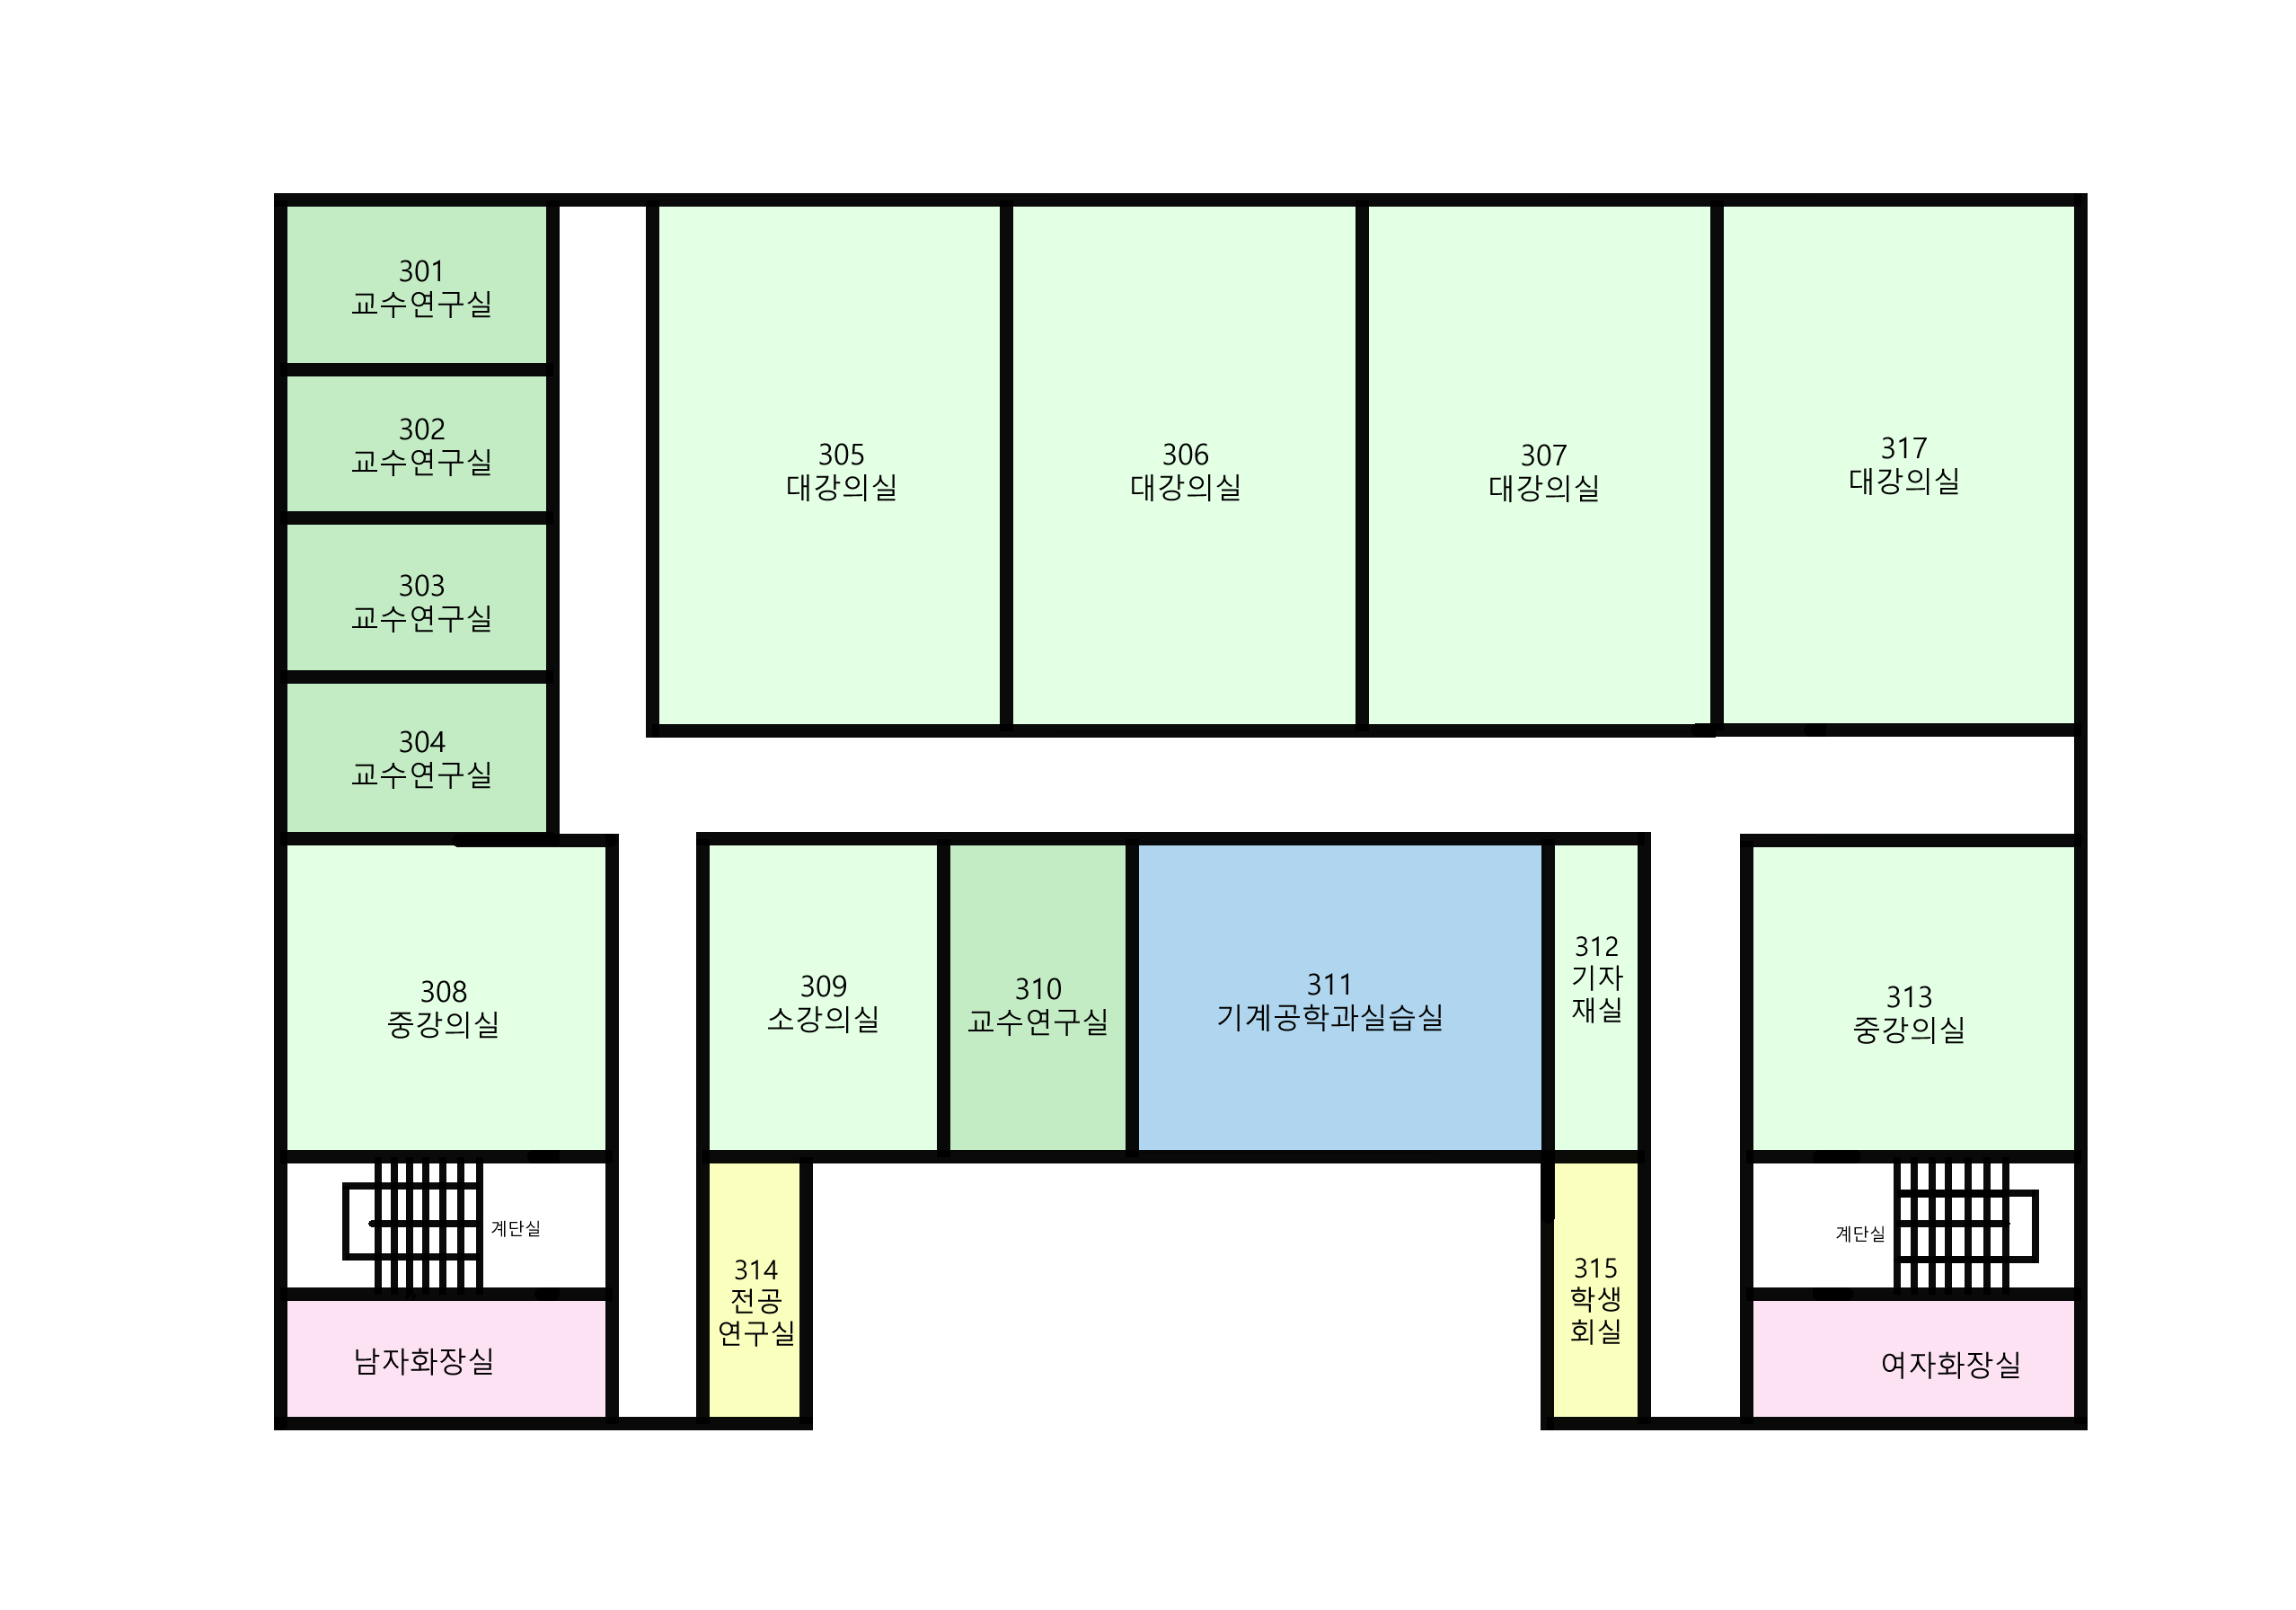 301
교수연구실
302
교수연구실
303
교수연구실
304
교수연구실
305
대강의실
306
대강의실
307
대강의실
317
대강의실
308
중강의실
309
소강의실
310
교수연구실
311
기계공학과실습실
312
기자
재실
313
중강의실
계단실
계단실
314
전공
연구실
315
학생
회실
남자화장실
여자화장실